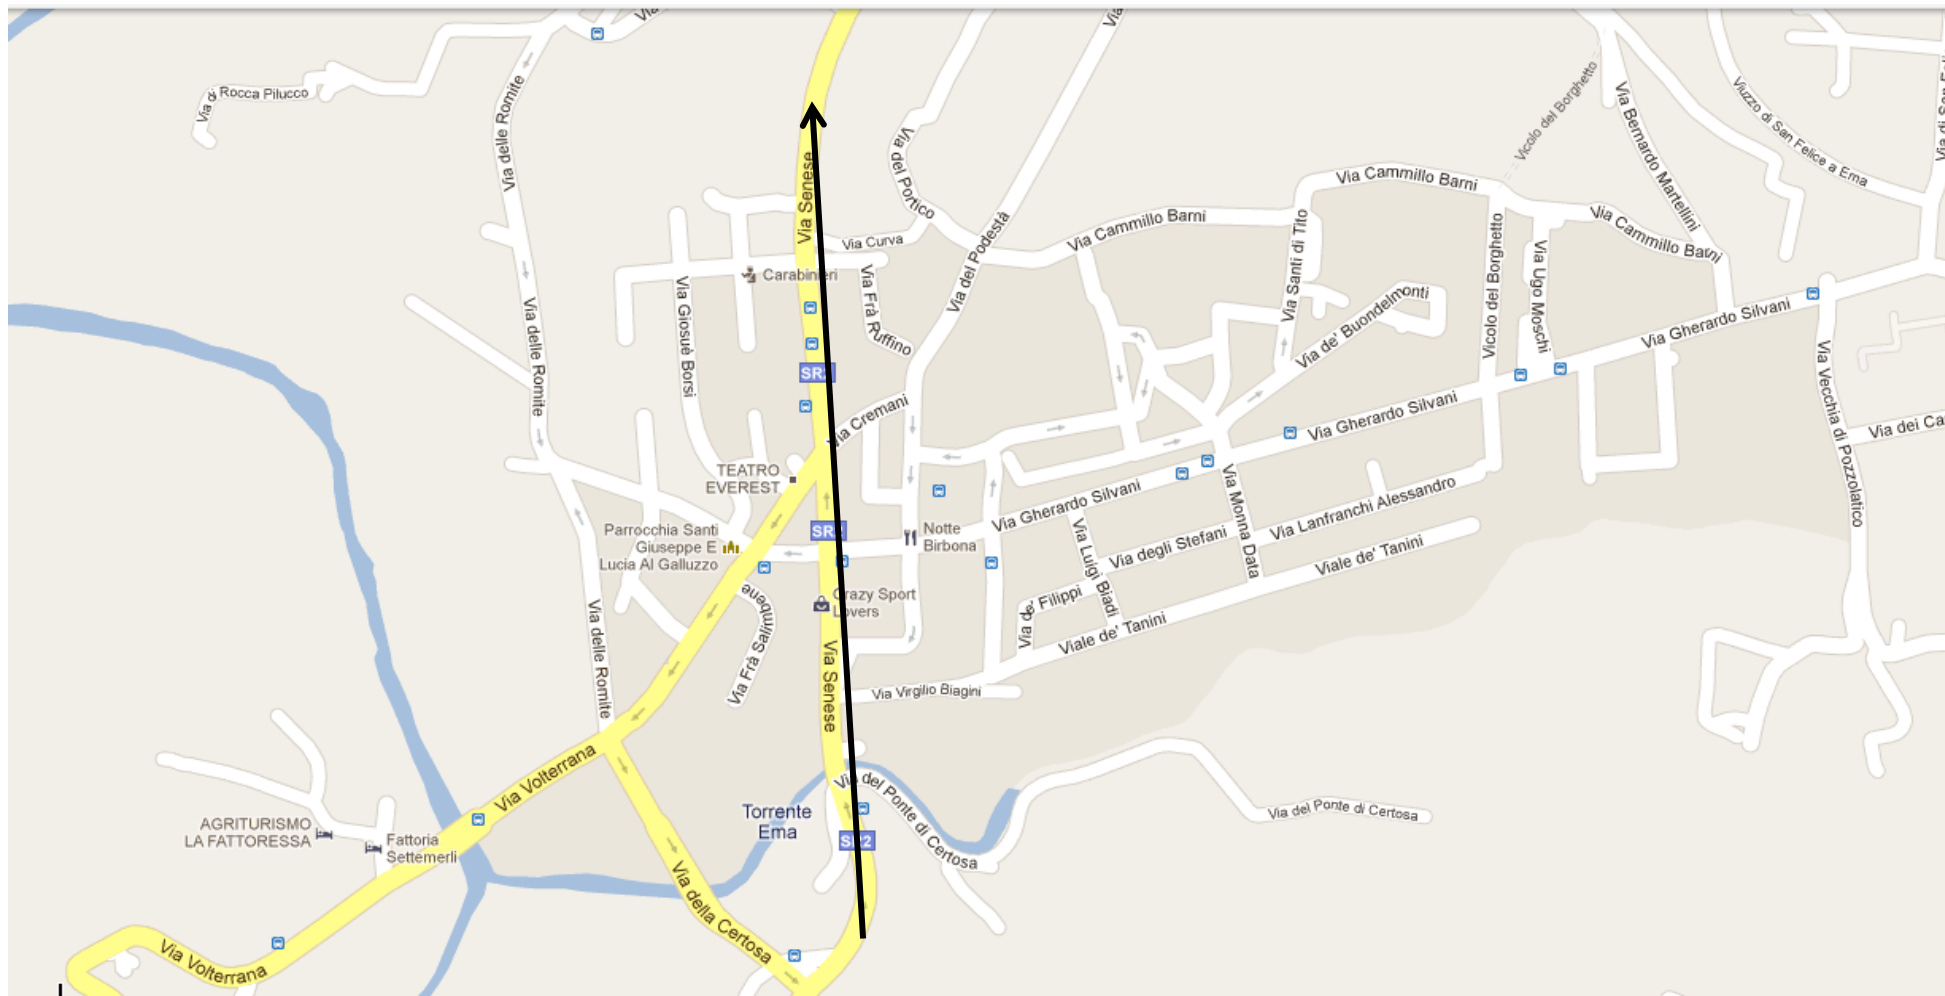 Via
Via
Via di Rocca Pilucco
Via delle Romite
Via Senese
Via del Portico
Vicolo del Borghetto
Via Bernardo Martellini
Viuzzo di San Felice a Ema
Via Cammillo Barni
Via Cammillo Barni
Via Cammillo Barni
Via Curva
Carabinieri
Via Giosuè Borsi
Via Frà Ruffino
Via del Podestà
Via Santi di Tito
Via de' Buondelmonti
Vicolo del Borghetto
Via Ugo Moschi
Via Gherardo Silvani
Via delle Romite
SR2
Via Cremani
Via Gherardo Silvani
Via Vecchia di Pozzolatico
Via dei Ca
TEATRO
EVEREST
Via Gherardo Silvani
Via Monna Data
Via Lanfranchi Alessandro
Parrocchia Santi
Giuseppe E
Lucia Al Galluzzo
SR2
Notte
Birbona
Via Luigi Biadi
Via degli Stefani
Viale de' Tanini
Crazy Sport
Lovers
Via de' Filippi
Viale de' Tanini
Via delle Romite
Via Frà Salimbene
Via Senese
Via Virgilio Biagini
Via Volterrana
Via del Ponte di Certosa
Via del Ponte di Certosa
Torrente
Ema
SR2
AGRITURISMO
LA FATTORESSA
Fattoria
Settemerli
Via della Certosa
Via Volterrana